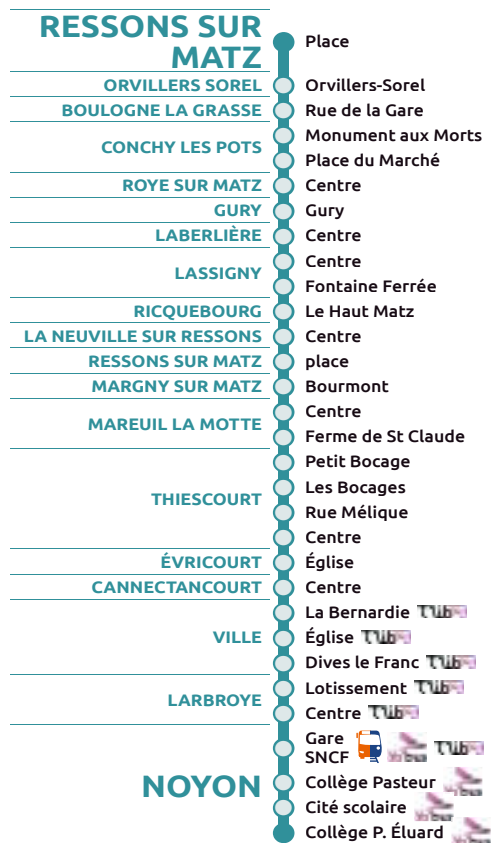 RESSONS SUR
MATZ
Place
ORVILLERS SOREL Orvillers-Sorel
BOULOGNE LA GRASSE Rue de la Gare
CONCHY LES POTS
Monument aux Morts
Place du Marché
ROYE SUR MATZ Centre
GURY Gury
LABERLIÈRE Centre
LASSIGNY
Centre
Fontaine Ferrée
RICQUEBOURG Le Haut Matz
LA NEUVILLE SUR RESSONS Centre
RESSONS SUR MATZ place
MARGNY SUR MATZ Bourmont
MAREUIL LA MOTTE
Centre
Ferme de St Claude
THIESCOURT
Petit Bocage
Les Bocages
Rue Mélique
Centre
ÉVRICOURT Église
CANNECTANCOURT Centre
VILLE
La Bernardie
Église
Dives le Franc
LARBROYE
Lotissement
Centre
NOYON
Gare
SNCF
Collège Pasteur
Cité scolaire
Collège P. Éluard